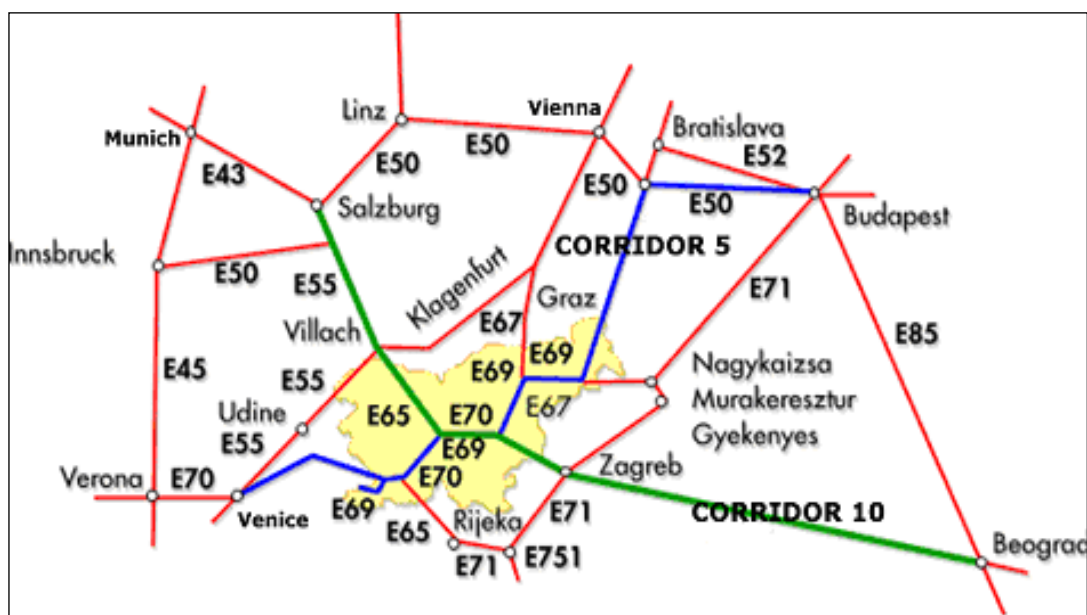 Linz
Vienna
Munich
Bratislava
E50
E52
E43
E50
E50
E50
Salzburg
Budapest
Innsbruck
CORRIDOR 5
E50
E55
Klagenfurt
Graz
E71
Villach
E67
E85
E69
E45
E55
E69
Nagykaizsa
Udine
E65
E70
E67
Murakeresztur
E55
E69
Gyekenyes
Verona
E70
E70
Zagreb
E69
Venice
E65
Rijeka
E71
CORRIDOR 10
E71
E751
Beograd